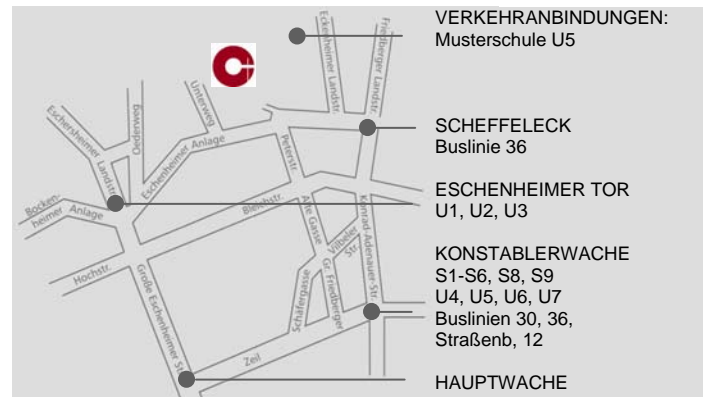 VERKEHRANBINDUNGEN:
Musterschule U5
SCHEFFELECK
Buslinie 36
ESCHENHEIMER TOR
U1, U2, U3
KONSTABLERWACHE
S1-S6, S8, S9
U4, U5, U6, U7
Buslinien 30, 36,
Straßenb, 12
HAUPTWACHE
Eckenheimer Landstr.
Friedberger Landstr.
Eschersheimer
Landstr.
Oederweg
Unterweg
Eschenheimer Anlage
Peterstr.
Bocken-
heimer Anlage
Bleichstr.
Alte Gasse
Vilbeler
Str.
Konrad-Adenauer-Str.
Hochstr.
Große Eschenheimer Str.
Schäfergasse
Gr. Friedberger
Zeil